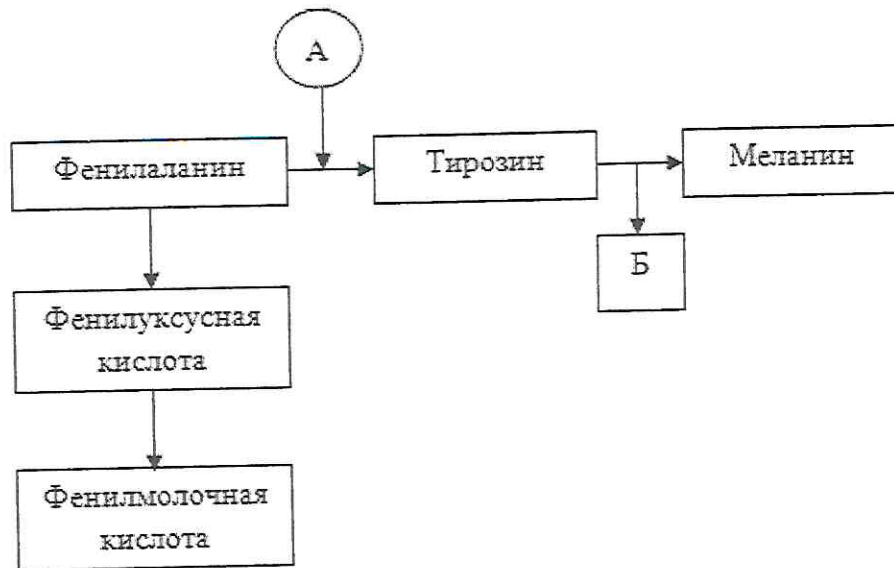 А
Фенилаланин
Тирозин
Меланин
Б
Фенилуксусная
кислота
Фенилмолочная
кислота